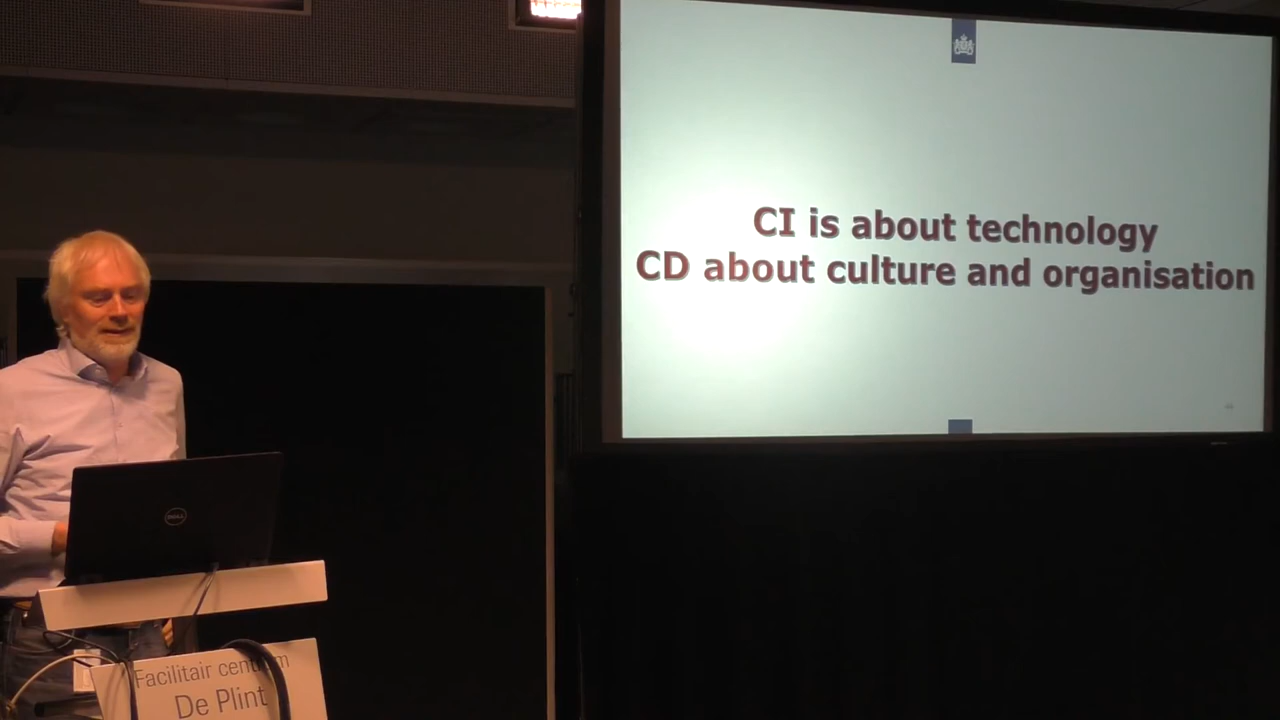 CI is about technology
CD about culture and organisation
DELL
Facilitair centrum
De Plint